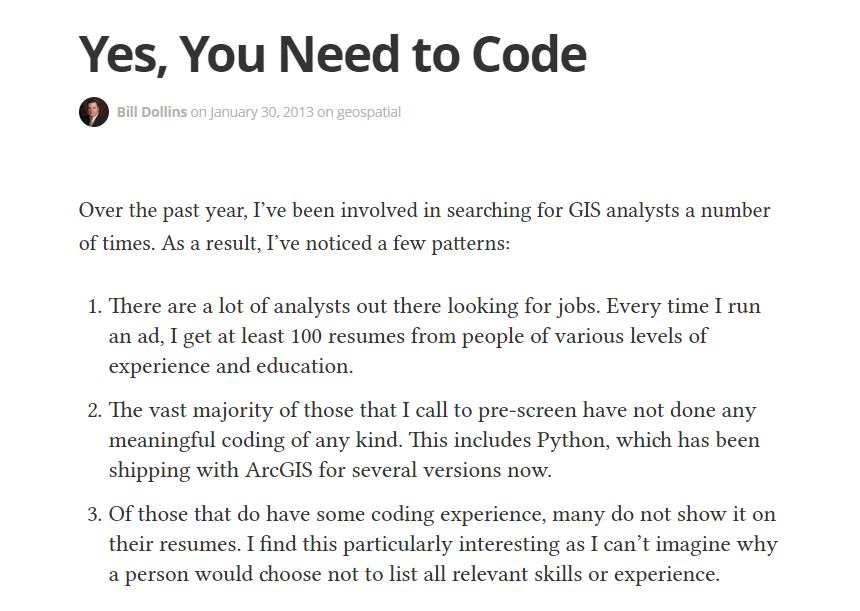 Yes, You Need to Code
Bill Dollins on January 30, 2013 on geospatial
Over the past year, I’ve been involved in searching for GIS analysts a number
of times. As a result, I’ve noticed a few patterns:
1. There are a lot of analysts out there looking for jobs. Every time I run
an ad, I get at least 100 resumes from people of various levels of
experience and education.
2. The vast majority of those that I call to pre-screen have not done any
meaningful coding of any kind. This includes Python, which has been
shipping with ArcGIS for several versions now.
3. Of those that do have some coding experience, many do not show it on
their resumes. I find this particularly interesting as I can’t imagine why
a person would choose not to list all relevant skills or experience.